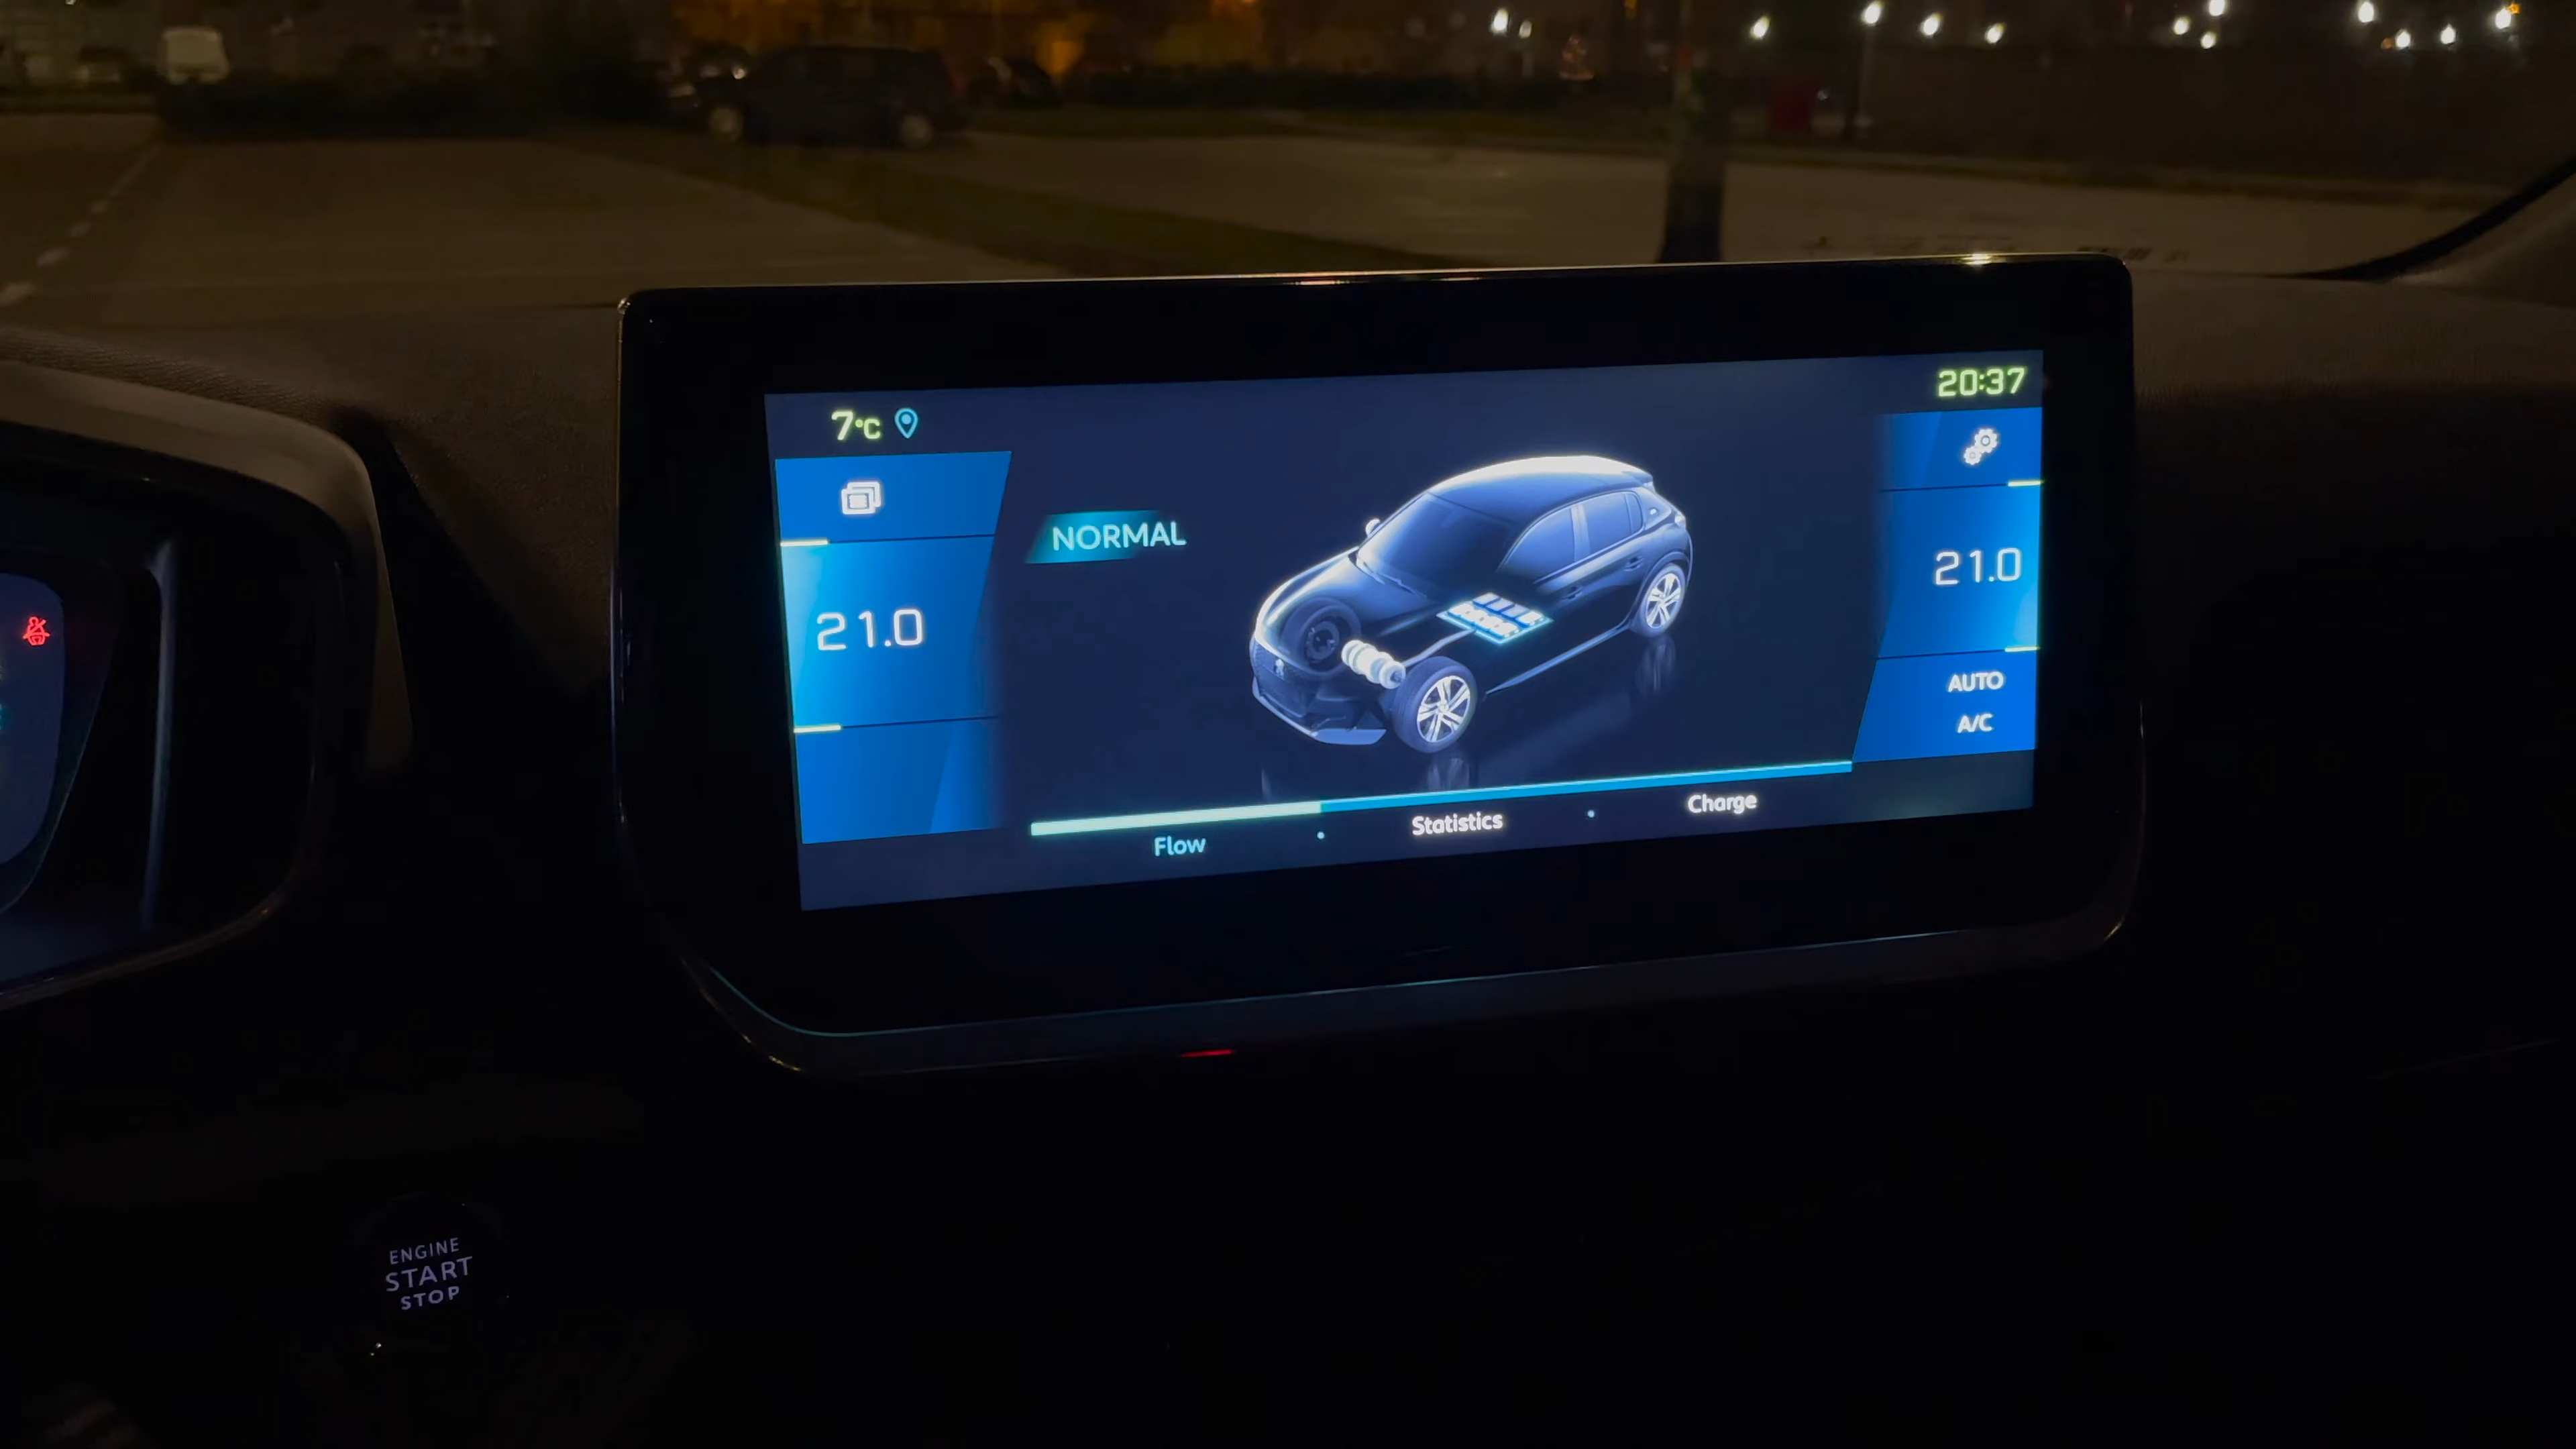 7°C
20:37
NORMAL
21.0
21.0
AUTO
A/C
Flow
Statistics
Charge
ENGINE
START
STOP